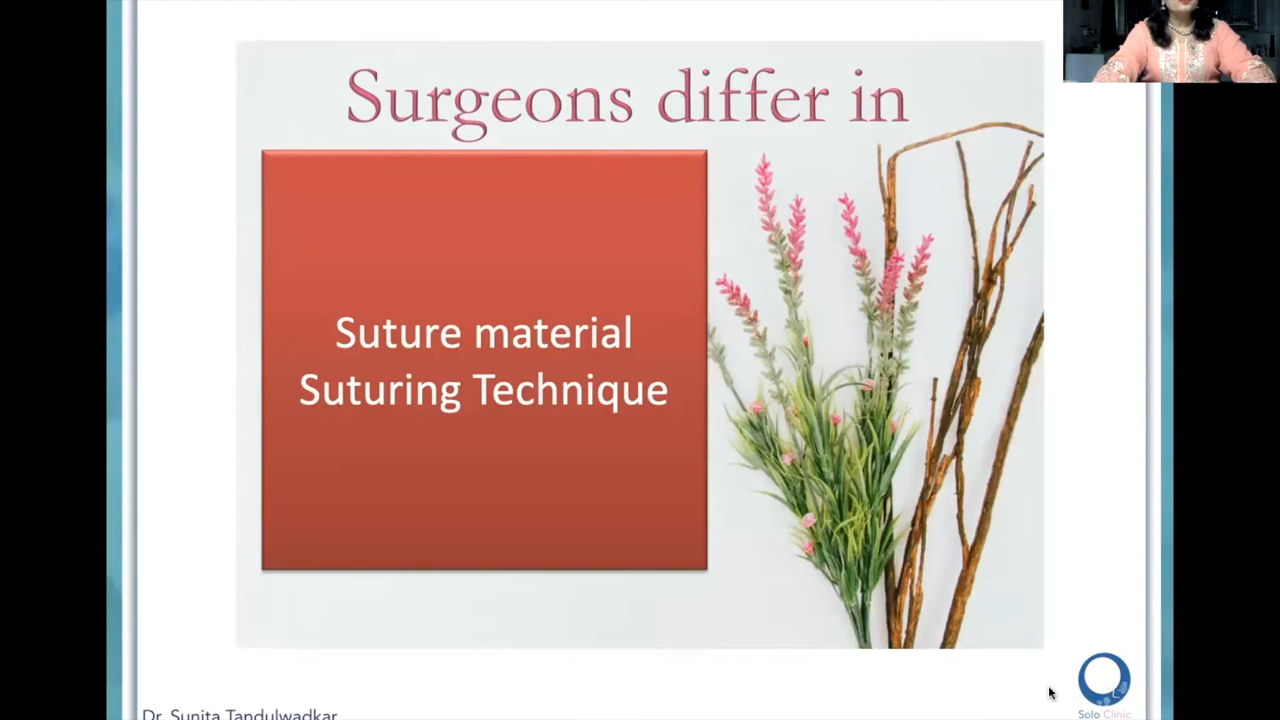 Surgeons differ in
Suture material
Suturing Technique
Dr. Sunita Tandulwadkar
Solo Clinic